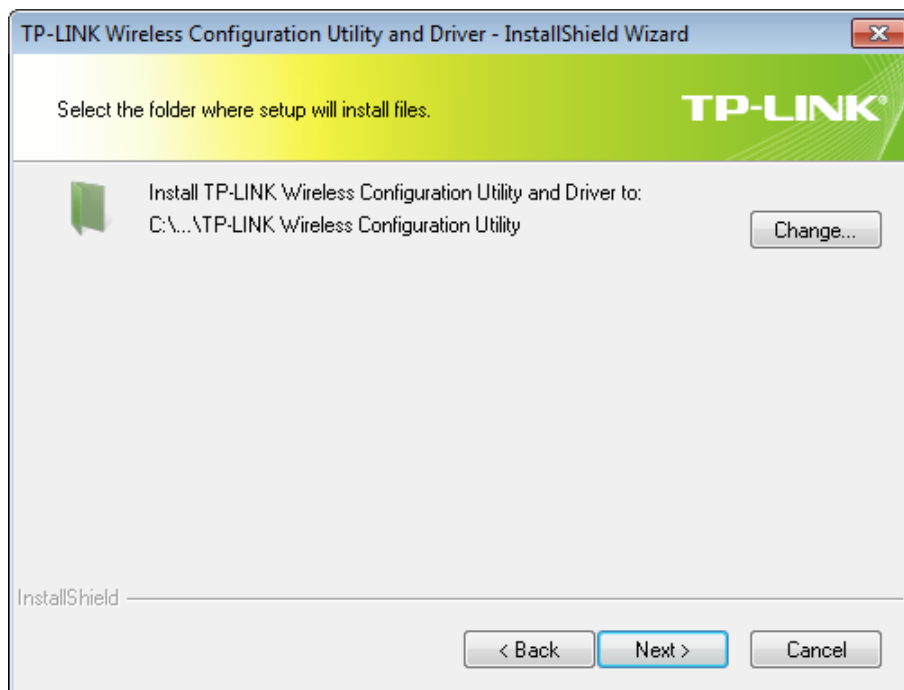 TP-LINK Wireless Configuration Utility and Driver - InstallShield Wizard
Select the folder where setup will install files.
TP-LINK®
Install TP-LINK Wireless Configuration Utility and Driver to:
C:\...\TP-LINK Wireless Configuration Utility
Change...
InstallShield
< Back
Next >
Cancel